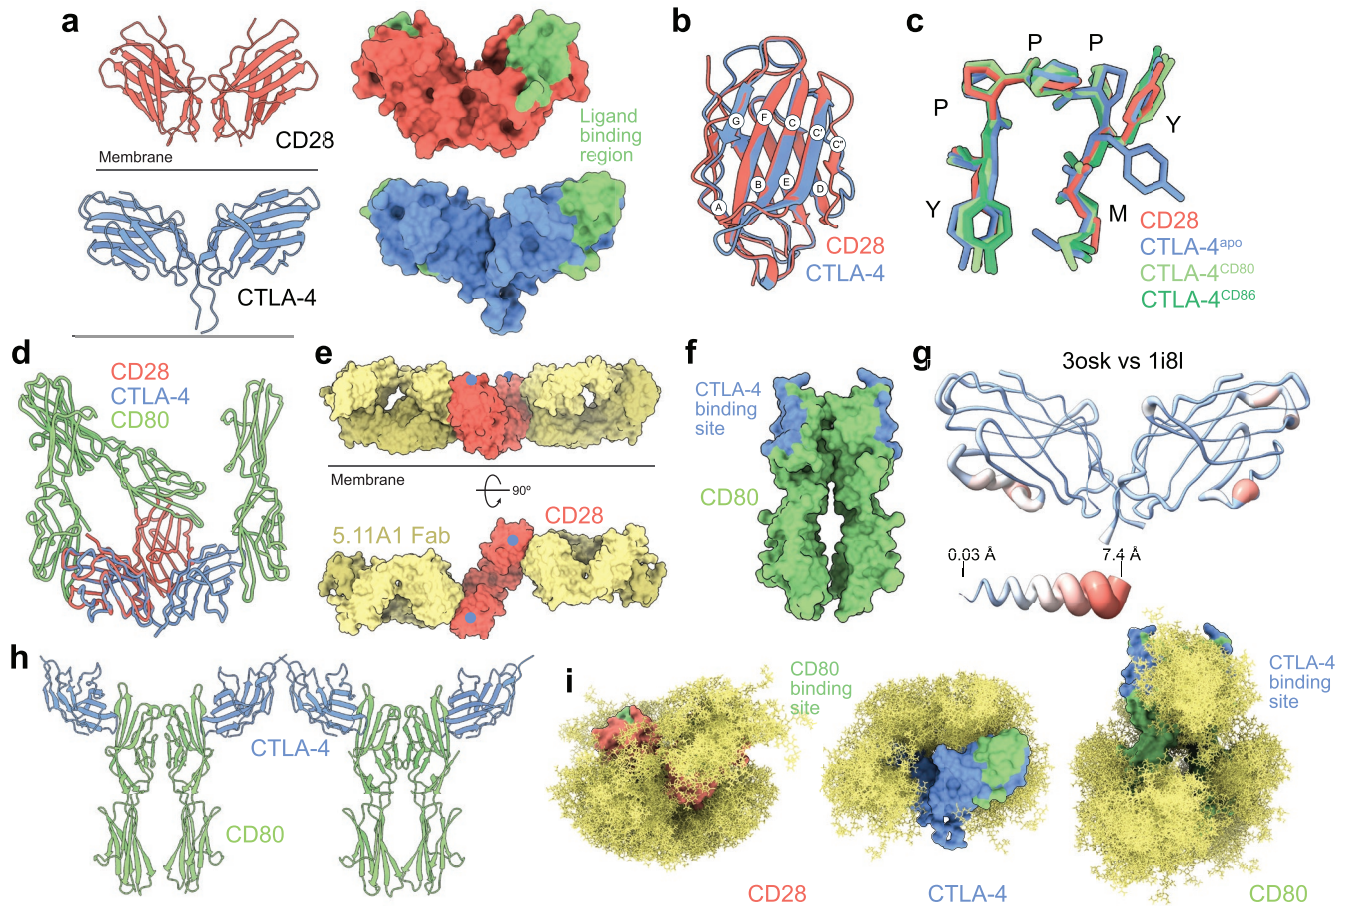 a
CD28
Membrane
CTLA-4
Ligand
binding
region
b
G
F
C
C'
C"
B
E
D
A
CD28
CTLA-4
c
P
P
P
Y
Y
M
CD28
CTLA-4apo
CTLA-4CD80
CTLA-4CD86
d
CD28
CTLA-4
CD80
e
Membrane
90º
5.11A1 Fab
CD28
f
CTLA-4
binding
site
CD80
g
3osk vs 1i8l
0.03 Å
7.4 Å
h
CTLA-4
CD80
i
CD80
binding
site
CTLA-4
binding
site
CD28
CTLA-4
CD80